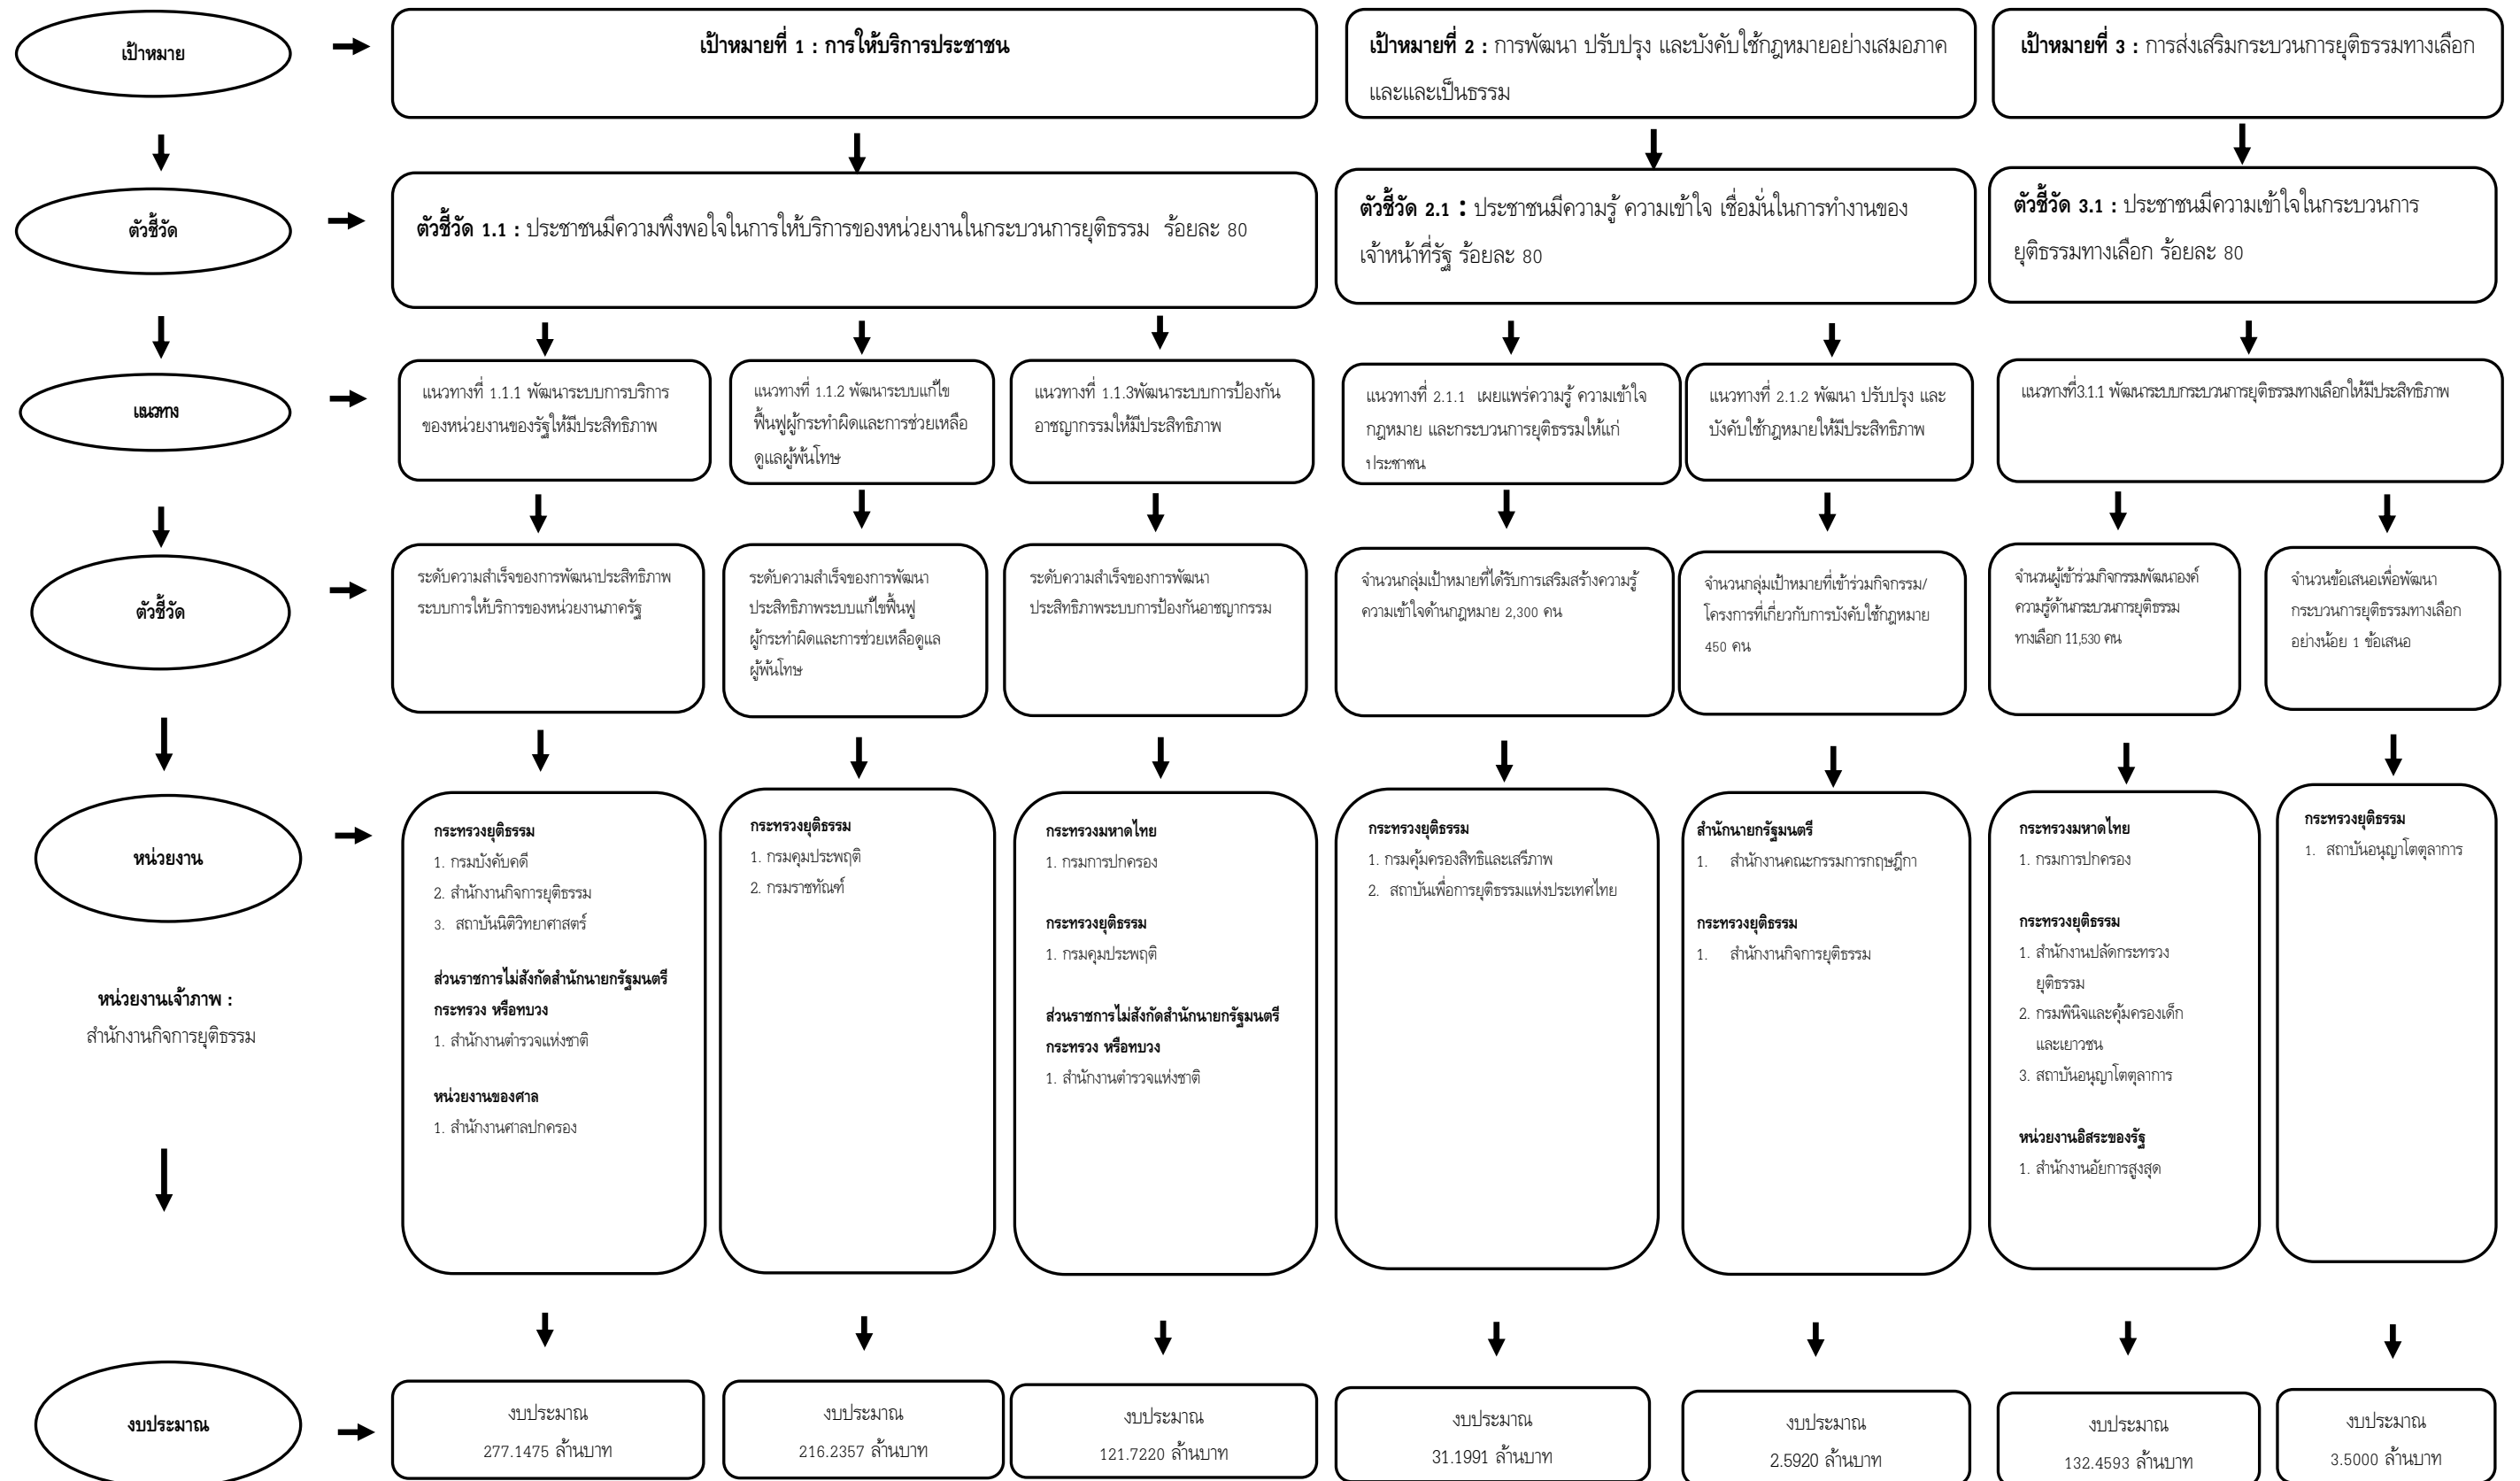 เป้าหมาย
เป้าหมายที่ 1 : การให้บริการประชาชน
เป้าหมายที่ 2 : การพัฒนา ปรับปรุง และบังคับใช้กฎหมายอย่างเสมอภาค
และและเป็นธรรม
เป้าหมายที่ 3 : การส่งเสริมกระบวนการยุติธรรมทางเลือก
ตัวชี้วัด
ตัวชี้วัด 1.1 : ประชาชนมีความพึงพอใจในการให้บริการของหน่วยงานในกระบวนการยุติธรรม ร้อยละ 80
ตัวชี้วัด 2.1 : ประชาชนมีความรู้ ความเข้าใจ เชื่อมั่นในการทำงานของ
เจ้าหน้าที่รัฐ ร้อยละ 80
ตัวชี้วัด 3.1 : ประชาชนมีความเข้าใจในกระบวนการ
ยุติธรรมทางเลือก ร้อยละ 80
แนวทาง
แนวทางที่ 1.1.1 พัฒนาระบบการบริการ
ของหน่วยงานของรัฐให้มีประสิทธิภาพ
แนวทางที่ 1.1.2 พัฒนาระบบแก้ไข
ฟื้นฟูผู้กระทำผิดและการช่วยเหลือ
ดูแลผู้พ้นโทษ
แนวทางที่ 1.1.3พัฒนาระบบการป้องกัน
อาชญากรรมให้มีประสิทธิภาพ
แนวทางที่ 2.1.1 เผยแพร่ความรู้ ความเข้าใจ
กฎหมาย และกระบวนการยุติธรรมให้แก่
ประชาชน
แนวทางที่ 2.1.2 พัฒนา ปรับปรุง และ
บังคับใช้กฎหมายให้มีประสิทธิภาพ
แนวทางที่3.1.1 พัฒนาระบบกระบวนการยุติธรรมทางเลือกให้มีประสิทธิภาพ
ตัวชี้วัด
ระดับความสำเร็จของการพัฒนาประสิทธิภาพ
ระบบการให้บริการของหน่วยงานภาครัฐ
ระดับความสำเร็จของการพัฒนา
ประสิทธิภาพระบบแก้ไขฟื้นฟู
ผู้กระทำผิดและการช่วยเหลือดูแล
ผู้พ้นโทษ
ระดับความสำเร็จของการพัฒนา
ประสิทธิภาพระบบการป้องกันอาชญากรรม
จำนวนกลุ่มเป้าหมายที่ได้รับการเสริมสร้างความรู้
ความเข้าใจด้านกฎหมาย 2,300 คน
จำนวนกลุ่มเป้าหมายที่เข้าร่วมกิจกรรม/
โครงการที่เกี่ยวกับการบังคับใช้กฎหมาย
450 คน
จำนวนผู้เข้าร่วมกิจกรรมพัฒนาองค์
ความรู้ด้านกระบวนการยุติธรรม
ทางเลือก 11,530 คน
จำนวนข้อเสนอเพื่อพัฒนา
กระบวนการยุติธรรมทางเลือก
อย่างน้อย 1 ข้อเสนอ
หน่วยงาน
หน่วยงานเจ้าภาพ :
สำนักงานกิจการยุติธรรม
กระทรวงยุติธรรม
1. กรมบังคับคดี
2. สำนักงานกิจการยุติธรรม
3. สถาบันนิติวิทยาศาสตร์
ส่วนราชการไม่สังกัดสำนักนายกรัฐมนตรี
กระทรวง หรือทบวง
1. สำนักงานตำรวจแห่งชาติ
หน่วยงานของศาล
1. สำนักงานศาลปกครอง
กระทรวงยุติธรรม
1. กรมคุมประพฤติ
2. กรมราชทัณฑ์
กระทรวงมหาดไทย
1. กรมการปกครอง
กระทรวงยุติธรรม
1. กรมคุมประพฤติ
ส่วนราชการไม่สังกัดสำนักนายกรัฐมนตรี
กระทรวง หรือทบวง
1. สำนักงานตำรวจแห่งชาติ
กระทรวงยุติธรรม
1. กรมคุ้มครองสิทธิและเสรีภาพ
2. สถาบันเพื่อการยุติธรรมแห่งประเทศไทย
สำนักนายกรัฐมนตรี
1. สำนักงานคณะกรรมการกฤษฎีกา
กระทรวงยุติธรรม
1. สำนักงานกิจการยุติธรรม
กระทรวงมหาดไทย
1. กรมการปกครอง
กระทรวงยุติธรรม
1. สำนักงานปลัดกระทรวง
ยุติธรรม
2. กรมพินิจและคุ้มครองเด็ก
และเยาวชน
3. สถาบันอนุญาโตตุลาการ
หน่วยงานอิสระของรัฐ
1. สำนักงานอัยการสูงสุด
กระทรวงยุติธรรม
1. สถาบันอนุญาโตตุลาการ
งบประมาณ
งบประมาณ
277.1475 ล้านบาท
งบประมาณ
216.2357 ล้านบาท
งบประมาณ
121.7220 ล้านบาท
งบประมาณ
31.1991 ล้านบาท
งบประมาณ
2.5920 ล้านบาท
งบประมาณ
132.4593 ล้านบาท
งบประมาณ
3.5000 ล้านบาท